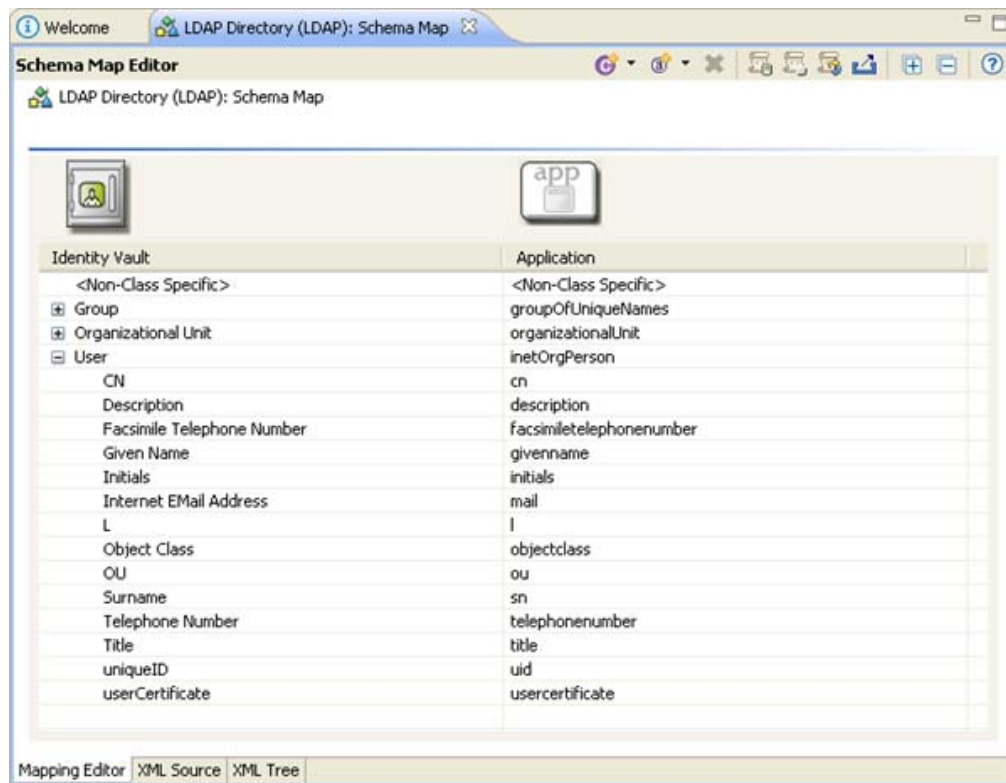 Welcome LDAP Directory (LDAP): Schema Map
Schema Map Editor
LDAP Directory (LDAP): Schema Map
app
Identity Vault Application
<Non-Class Specific> <Non-Class Specific>
Group groupOfUniqueNames
Organizational Unit organizationalUnit
User inetOrgPerson
CN cn
Description description
Facsimile Telephone Number facsimiletelephonenumber
Given Name givenname
Initials initials
Internet EMail Address mail
L l
Object Class objectclass
OU ou
Surname sn
Telephone Number telephonenumber
Title title
uniqueID uid
userCertificate usercertificate
Mapping Editor XML Source XML Tree